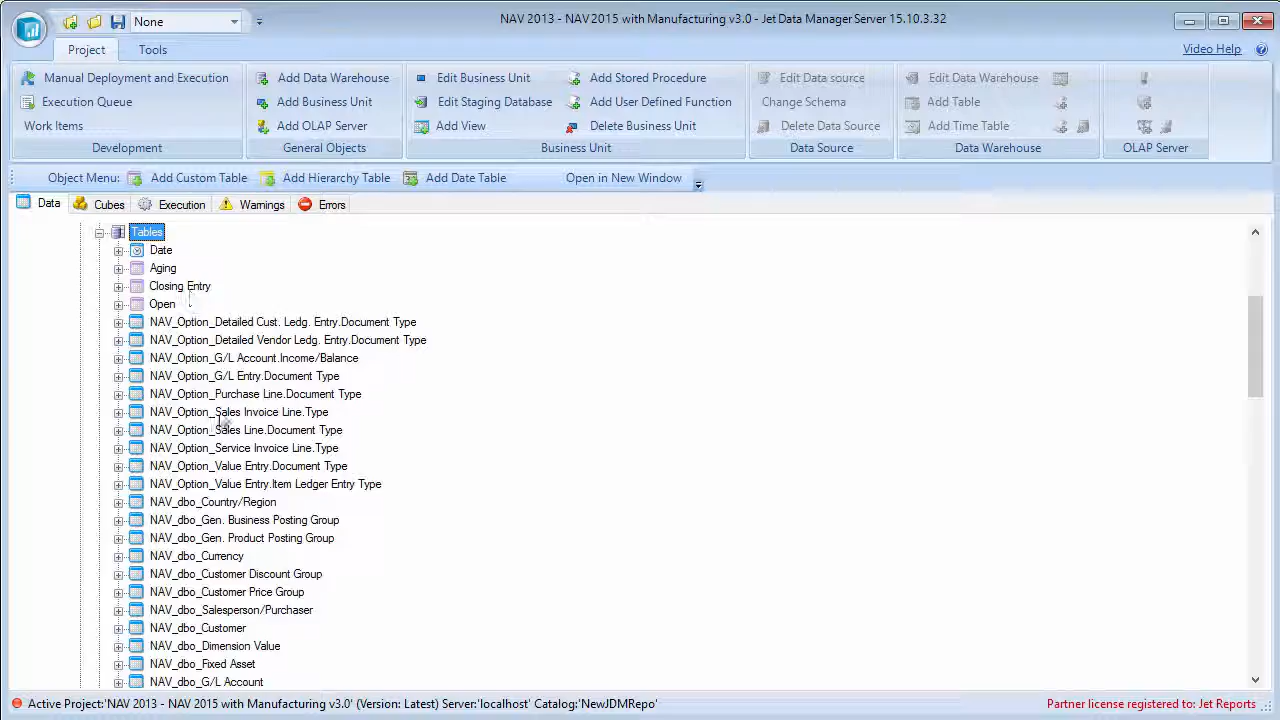 None
NAV 2013 - NAV 2015 with Manufacturing v3.0 - Jet Data Manager Server 15.10.3.32
Project Tools
Video Help
Manual Deployment and Execution
Execution Queue
Work Items
Development
Add Data Warehouse
Add Business Unit
Add OLAP Server
General Objects
Edit Business Unit
Edit Staging Database
Add View
Add Stored Procedure
Add User Defined Function
Delete Business Unit
Business Unit
Edit Data source
Change Schema
Delete Data Source
Data Source
Edit Data Warehouse
Add Table
Add Time Table
Data Warehouse
OLAP Server
Object Menu: Add Custom Table Add Hierarchy Table Add Date Table Open in New Window
Data Cubes Execution Warnings Errors
Tables
Date
Aging
Closing Entry
Open
NAV_Option_Detailed Cust. Ledg. Entry.Document Type
NAV_Option_Detailed Vendor Ledg. Entry.Document Type
NAV_Option_G/L Account.Income/Balance
NAV_Option_G/L Entry.Document Type
NAV_Option_Purchase Line.Document Type
NAV_Option_Sales Invoice Line.Type
NAV_Option_Sales Line.Document Type
NAV_Option_Service Invoice Line.Type
NAV_Option_Value Entry.Document Type
NAV_Option_Value Entry.Item Ledger Entry Type
NAV_dbo_Country/Region
NAV_dbo_Gen. Business Posting Group
NAV_dbo_Gen. Product Posting Group
NAV_dbo_Currency
NAV_dbo_Customer Discount Group
NAV_dbo_Customer Price Group
NAV_dbo_Salesperson/Purchaser
NAV_dbo_Customer
NAV_dbo_Dimension Value
NAV_dbo_Fixed Asset
NAV_dbo_G/L Account
Active Project:'NAV 2013 - NAV 2015 with Manufacturing v3.0' (Version: Latest) Server:'localhost' Catalog:'NewJDMRepo'
Partner license registered to: Jet Reports